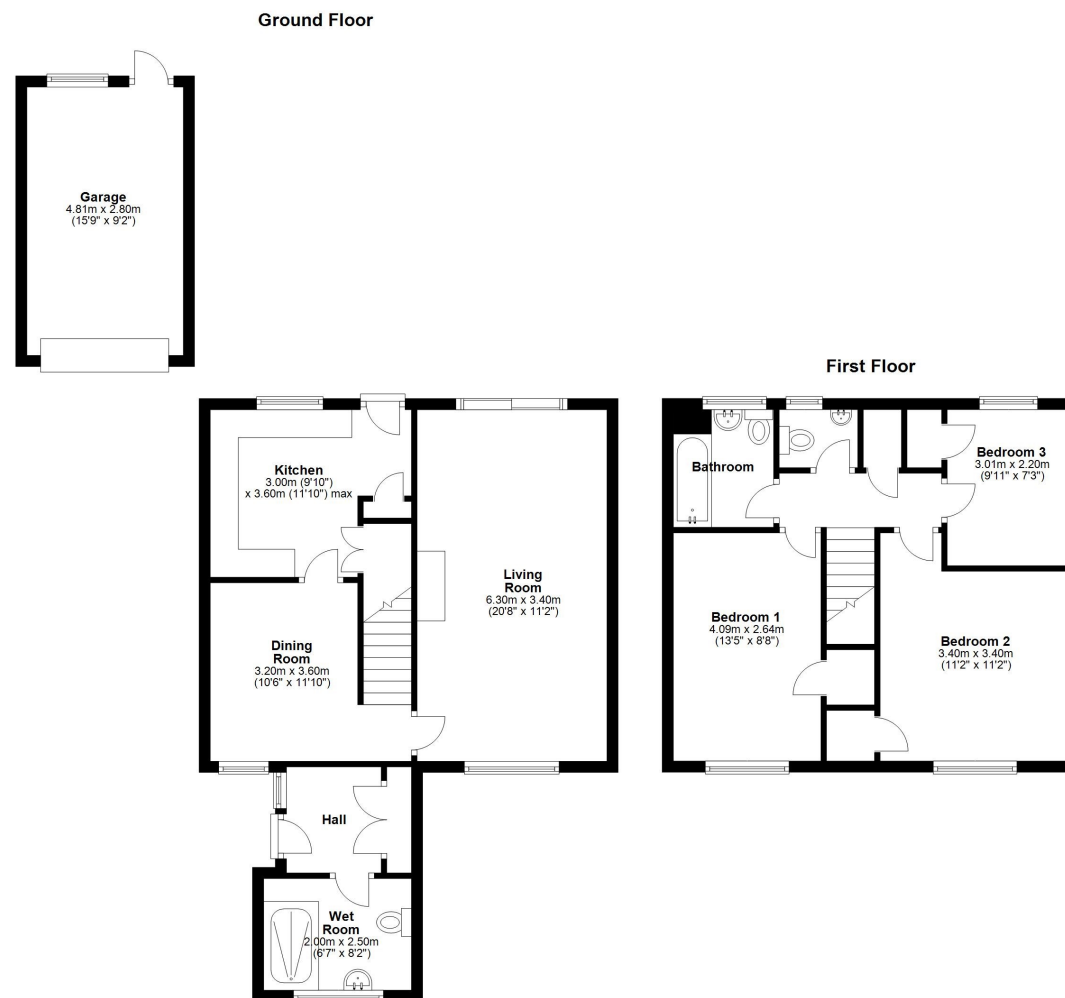 Ground Floor
Garage
4.81m x 2.80m
(15'9" x 9'2")
Kitchen
3.00m (9'10")
x 3.60m (11'10") max
Living
Room
6.30m x 3.40m
(20'8" x 11'2")
Dining
Room
3.20m x 3.60m
(10'6" x 11'10")
Hall
Wet
Room
2.00m x 2.50m
(6'7" x 8'2")
First Floor
Bathroom
Bedroom 3
3.01m x 2.20m
(9'11" x 7'3")
Bedroom 1
4.09m x 2.64m
(13'5" x 8'8")
Bedroom 2
3.40m x 3.40m
(11'2" x 11'2")